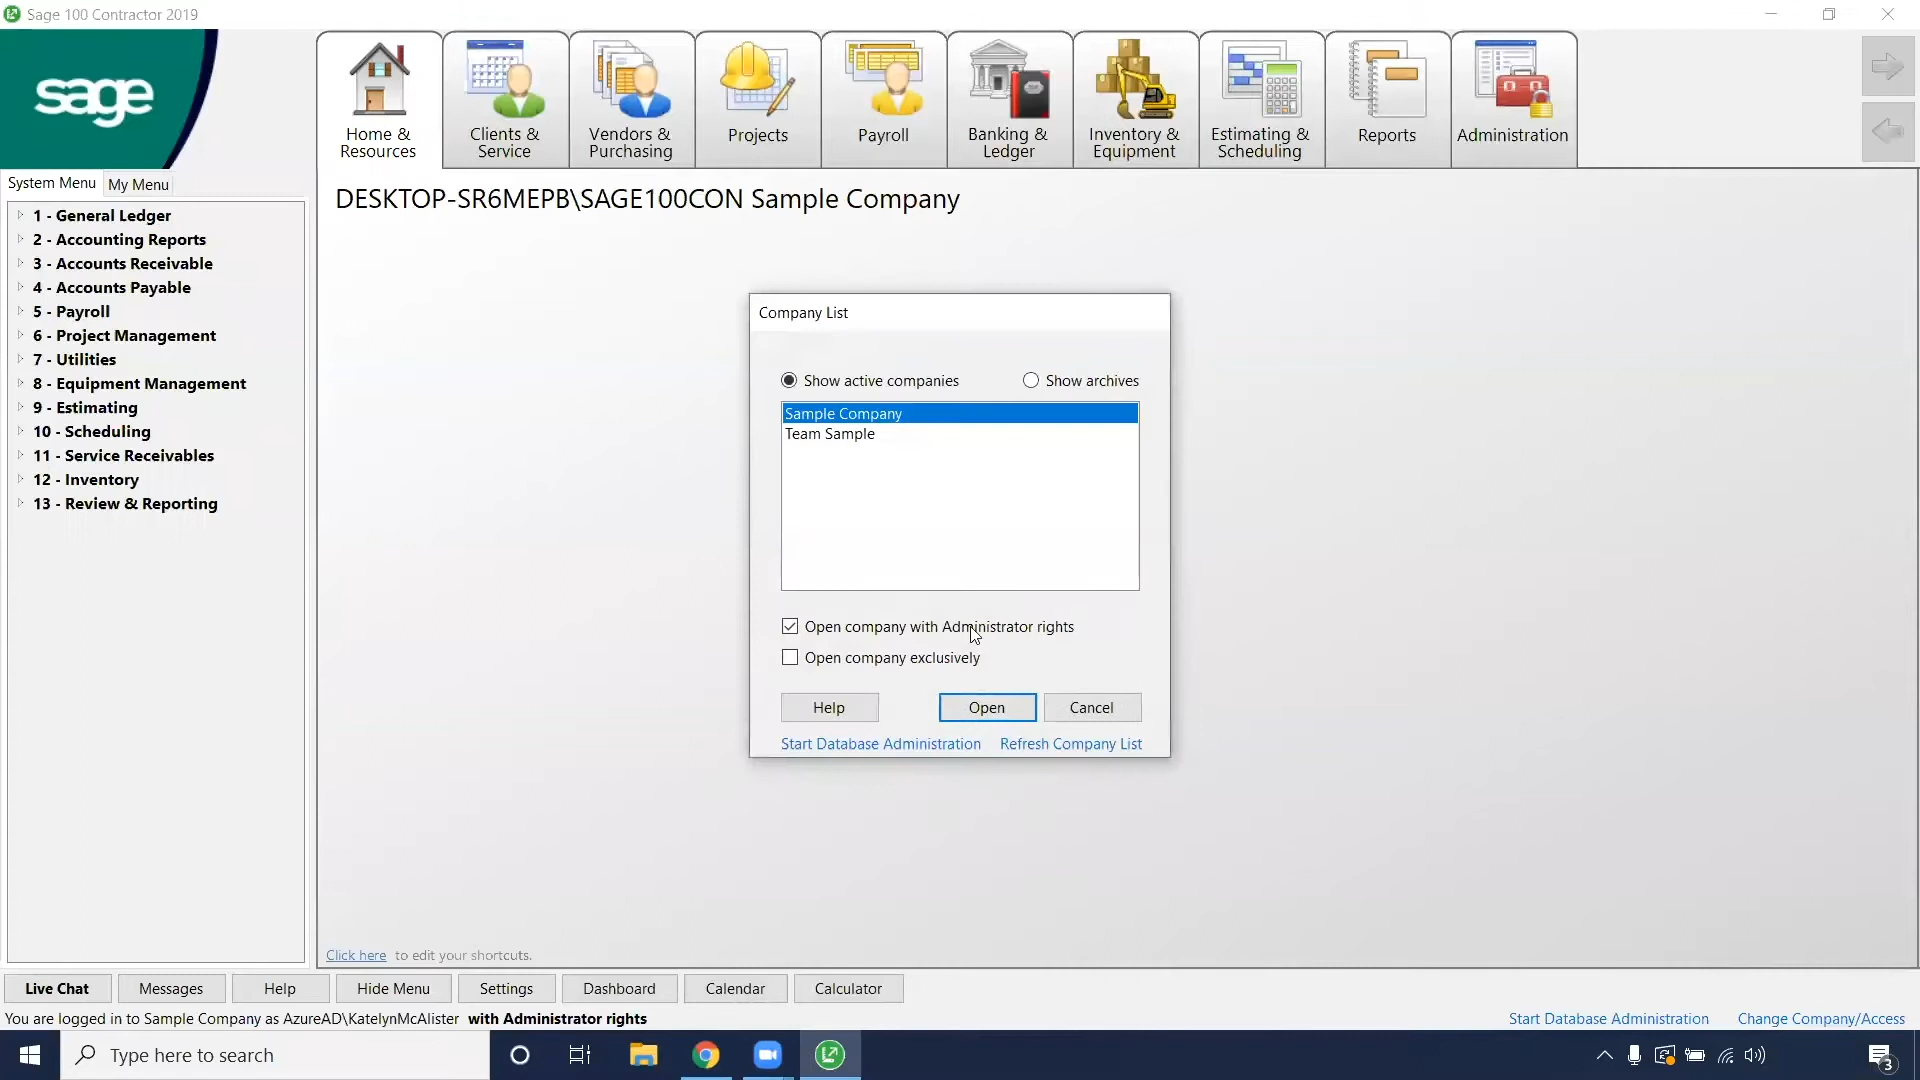 Sage 100 Contractor 2019
sage
Home &
Resources
Clients &
Service
Vendors &
Purchasing
Projects
Payroll
Banking &
Ledger
Inventory &
Equipment
Estimating &
Scheduling
Reports
Administration
System Menu
My Menu
1 - General Ledger
2 - Accounting Reports
3 - Accounts Receivable
4 - Accounts Payable
5 - Payroll
6 - Project Management
7 - Utilities
8 - Equipment Management
9 - Estimating
10 - Scheduling
11 - Service Receivables
12 - Inventory
13 - Review & Reporting
DESKTOP-SR6MEPB\SAGE100CON Sample Company
Company List
Show active companies
Show archives
Sample Company
Team Sample
Open company with Administrator rights
Open company exclusively
Help
Open
Cancel
Start Database Administration
Refresh Company List
Click here to edit your shortcuts.
Live Chat
Messages
Help
Hide Menu
Settings
Dashboard
Calendar
Calculator
You are logged in to Sample Company as AzureAD\KatelynMcAlister with Administrator rights
Start Database Administration
Change Company/Access
Type here to search
3